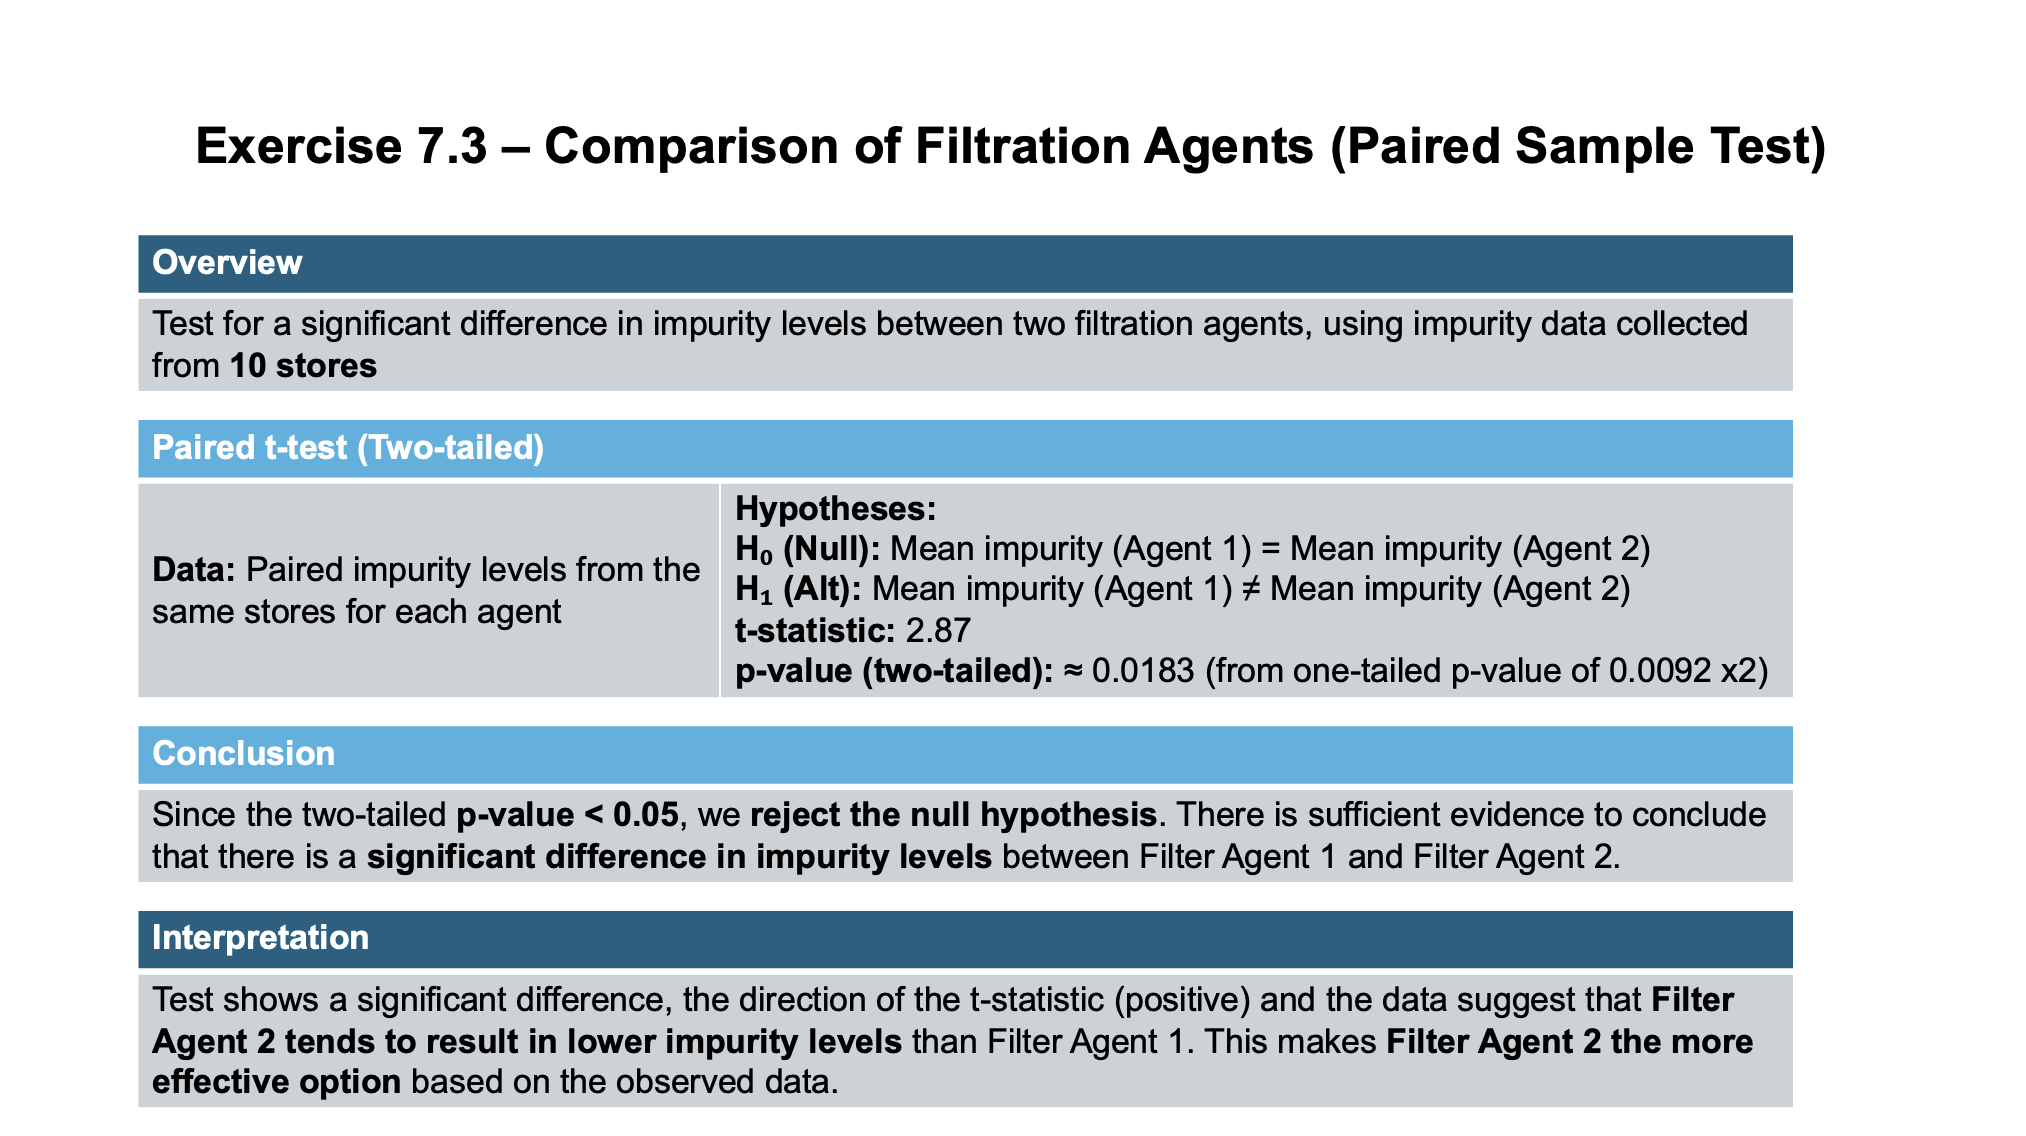 Exercise 7.3 – Comparison of Filtration Agents (Paired Sample Test)
Overview
Test for a significant difference in impurity levels between two filtration agents, using impurity data collected
from 10 stores
Paired t-test (Two-tailed)
Data: Paired impurity levels from the
same stores for each agent
Hypotheses:
H₀ (Null): Mean impurity (Agent 1) = Mean impurity (Agent 2)
H₁ (Alt): Mean impurity (Agent 1) ≠ Mean impurity (Agent 2)
t-statistic: 2.87
p-value (two-tailed): ≈ 0.0183 (from one-tailed p-value of 0.0092 x2)
Conclusion
Since the two-tailed p-value < 0.05, we reject the null hypothesis. There is sufficient evidence to conclude
that there is a significant difference in impurity levels between Filter Agent 1 and Filter Agent 2.
Interpretation
Test shows a significant difference, the direction of the t-statistic (positive) and the data suggest that Filter
Agent 2 tends to result in lower impurity levels than Filter Agent 1. This makes Filter Agent 2 the more
effective option based on the observed data.